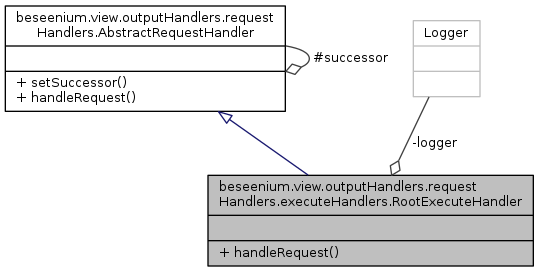 beseenium.view.outputHandlers.request
Handlers.AbstractRequestHandler
+ setSuccessor()
+ handleRequest()
#successor
Logger
-logger
beseenium.view.outputHandlers.request
Handlers.executeHandlers.RootExecuteHandler
+ handleRequest()